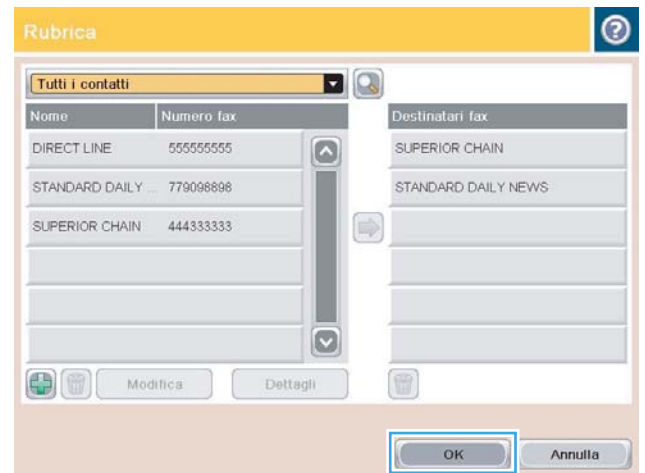 Rubrica
?
Tutti i contatti
Nome Numero fax Destinatari fax
DIRECT LINE 555555555 SUPERIOR CHAIN
STANDARD DAILY ... 779098898 STANDARD DAILY NEWS
SUPERIOR CHAIN 444333333
Modifica Dettagli
OK Annulla